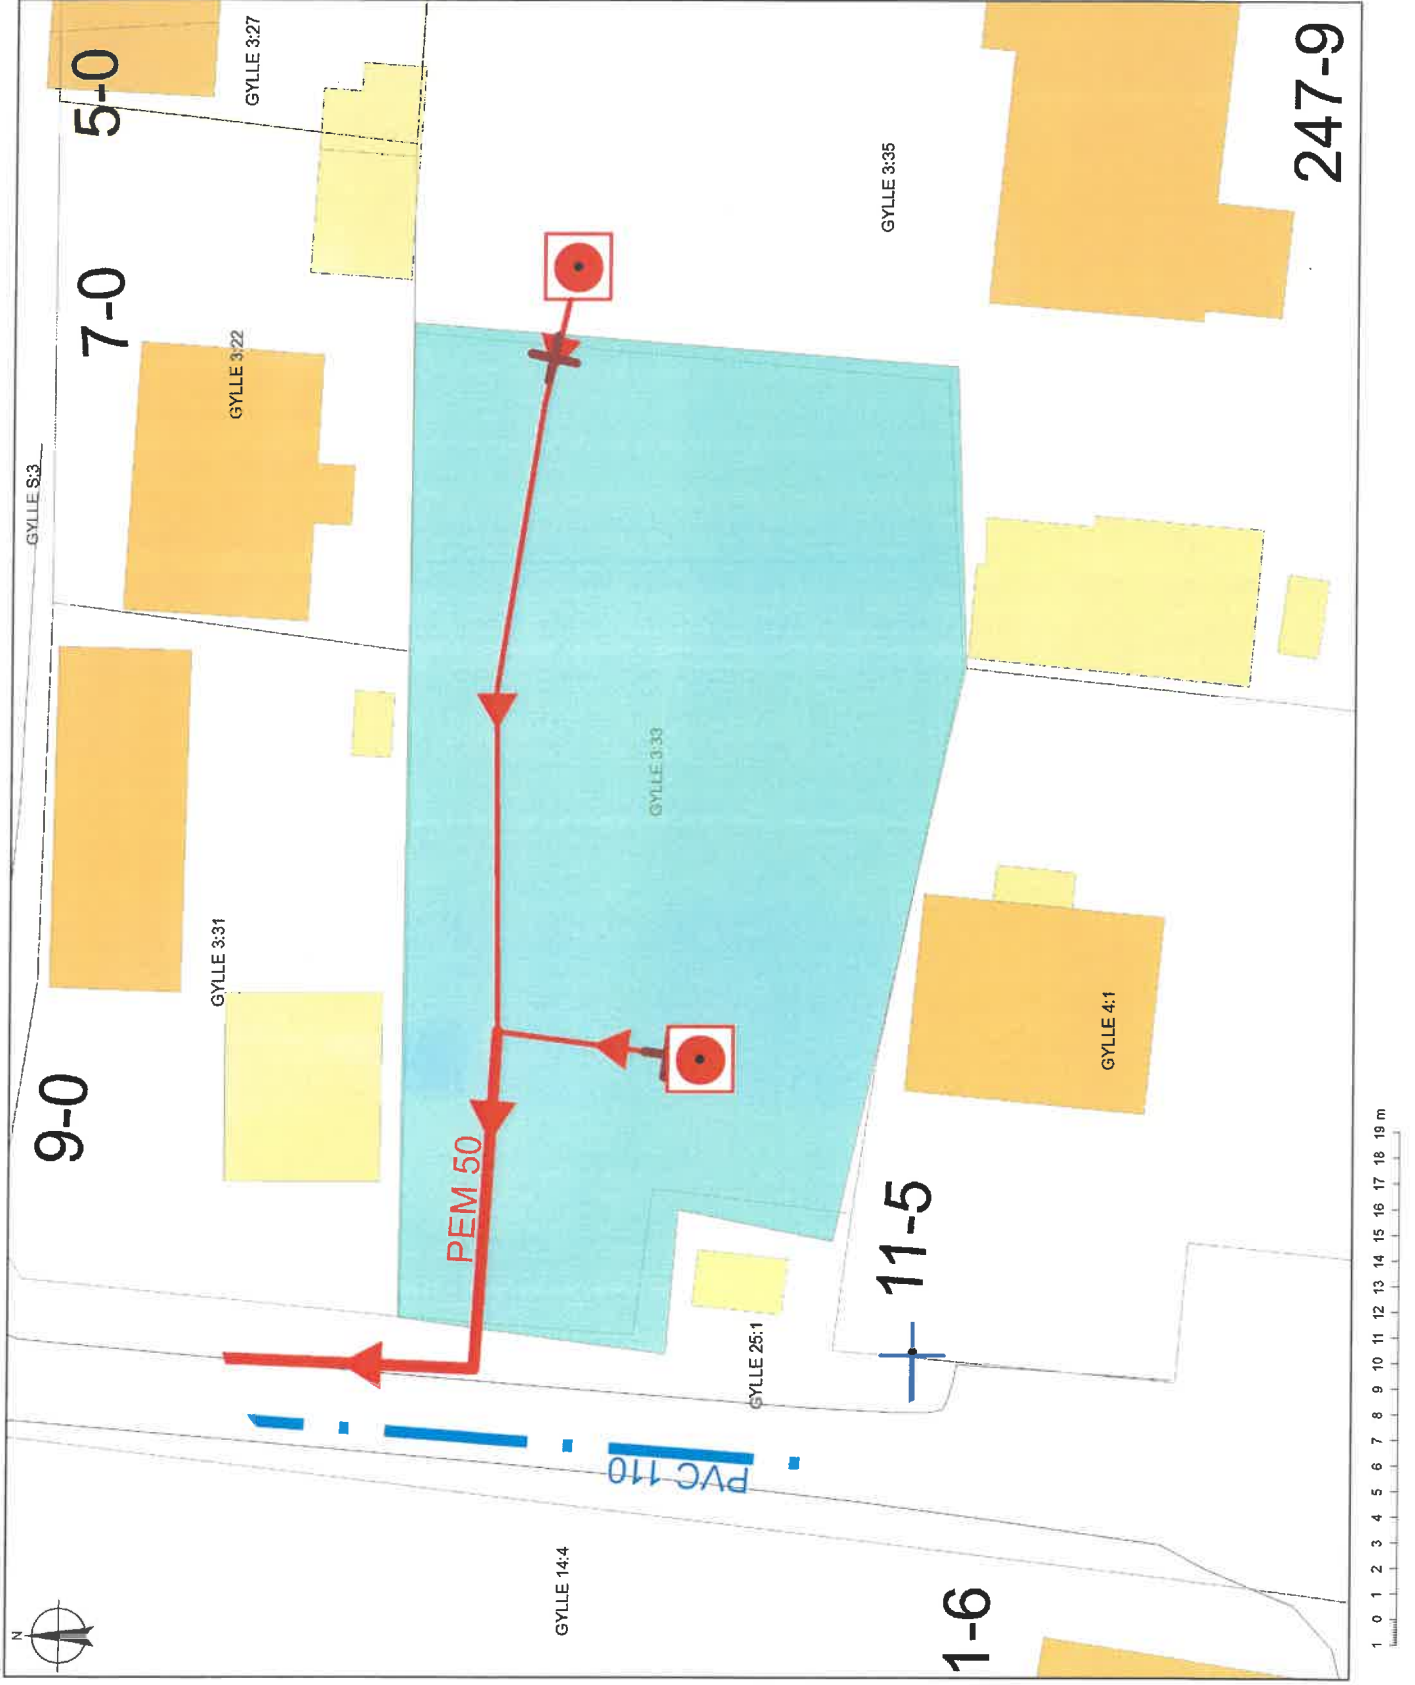 5-0
GYLLE 3:27
7-0
GYLLE 3:22
GYLLE S:3
GYLLE 3:35
247-9
GYLLE 3:31
9-0
GYLLE 3:33
PEM 50
GYLLE 4:1
11-5
GYLLE 25:1
PVC 110
GYLLE 14:4
1-6
N
1 0 1 2 3 4 5 6 7 8 9 10 11 12 13 14 15 16 17 18 19 m